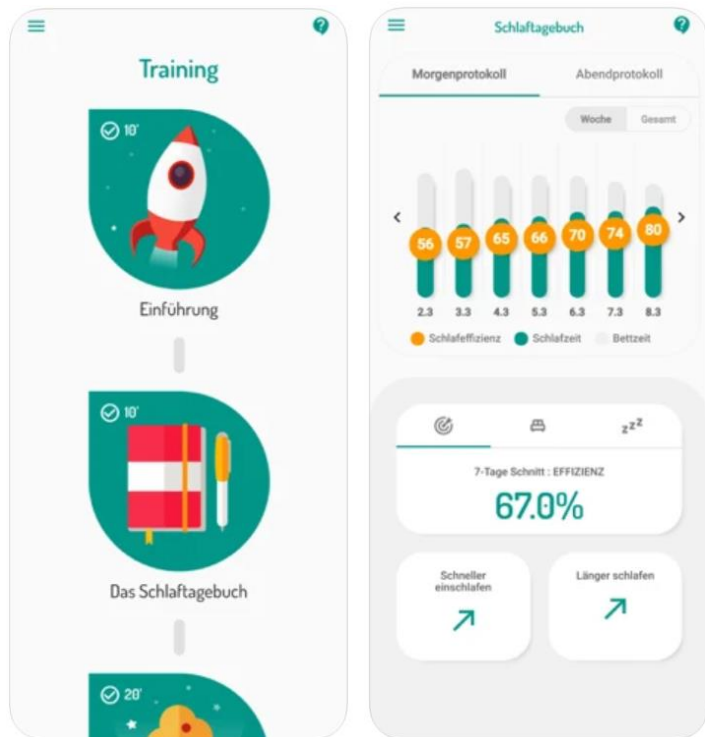 Training
10'
Einführung
10'
Das Schlaftagebuch
20'
Schlaftagebuch
Morgenprotokoll Abendprotokoll
Woche Gesamt
56 57 65 66 70 74 80
2.3 3.3 4.3 5.3 6.3 7.3 8.3
Schlafeffizienz Schlafzeit Bettzeit
zzz
7-Tage Schnitt : EFFIZIENZ
67.0%
Schneller
einschlafen
Länger schlafen